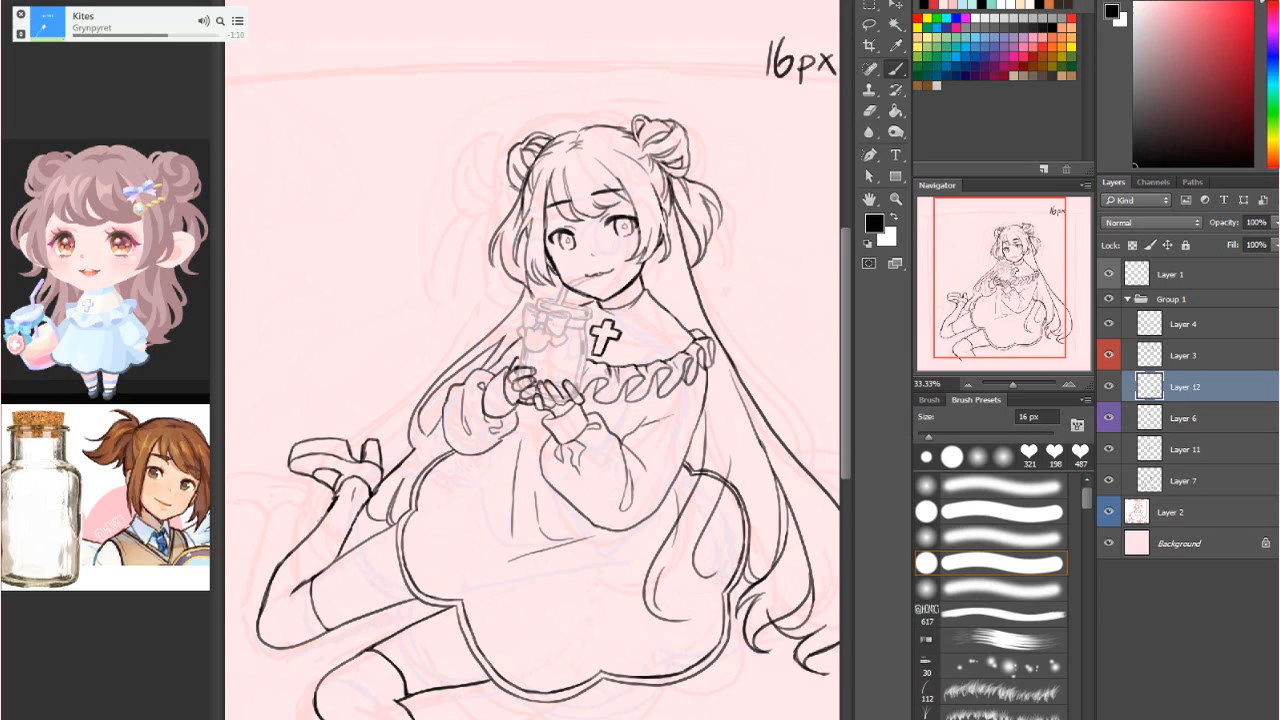 Kites
Grynpyret
-1:10
16px
Navigator
16px
33.33%
Brush
Brush Presets
Size:
16 px
321
198
487
617
30
112
Layers
Channels
Paths
Kind
Normal
Opacity:
100%
Lock:
Fill:
100%
Layer 1
Group 1
Layer 4
Layer 3
Layer 12
Layer 6
Layer 11
Layer 7
Layer 2
Background